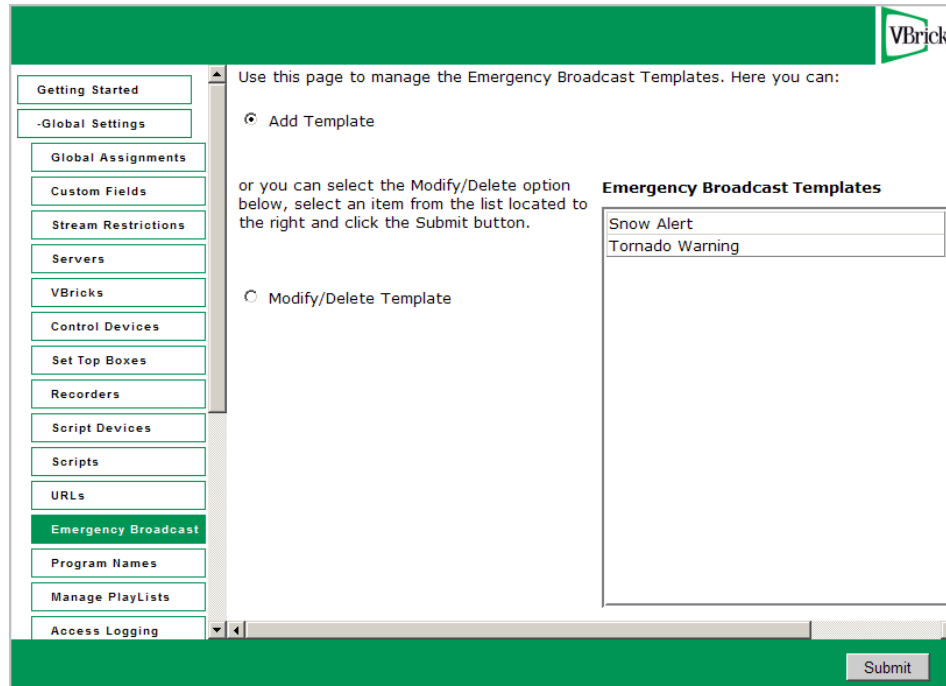 VBrick
Getting Started
-Global Settings
Global Assignments
Custom Fields
Stream Restrictions
Servers
VBricks
Control Devices
Set Top Boxes
Recorders
Script Devices
Scripts
URLs
Emergency Broadcast
Program Names
Manage PlayLists
Access Logging
Use this page to manage the Emergency Broadcast Templates. Here you can:
Add Template
or you can select the Modify/Delete option
below, select an item from the list located to
the right and click the Submit button.
Modify/Delete Template
Emergency Broadcast Templates
Snow Alert
Tornado Warning
Submit